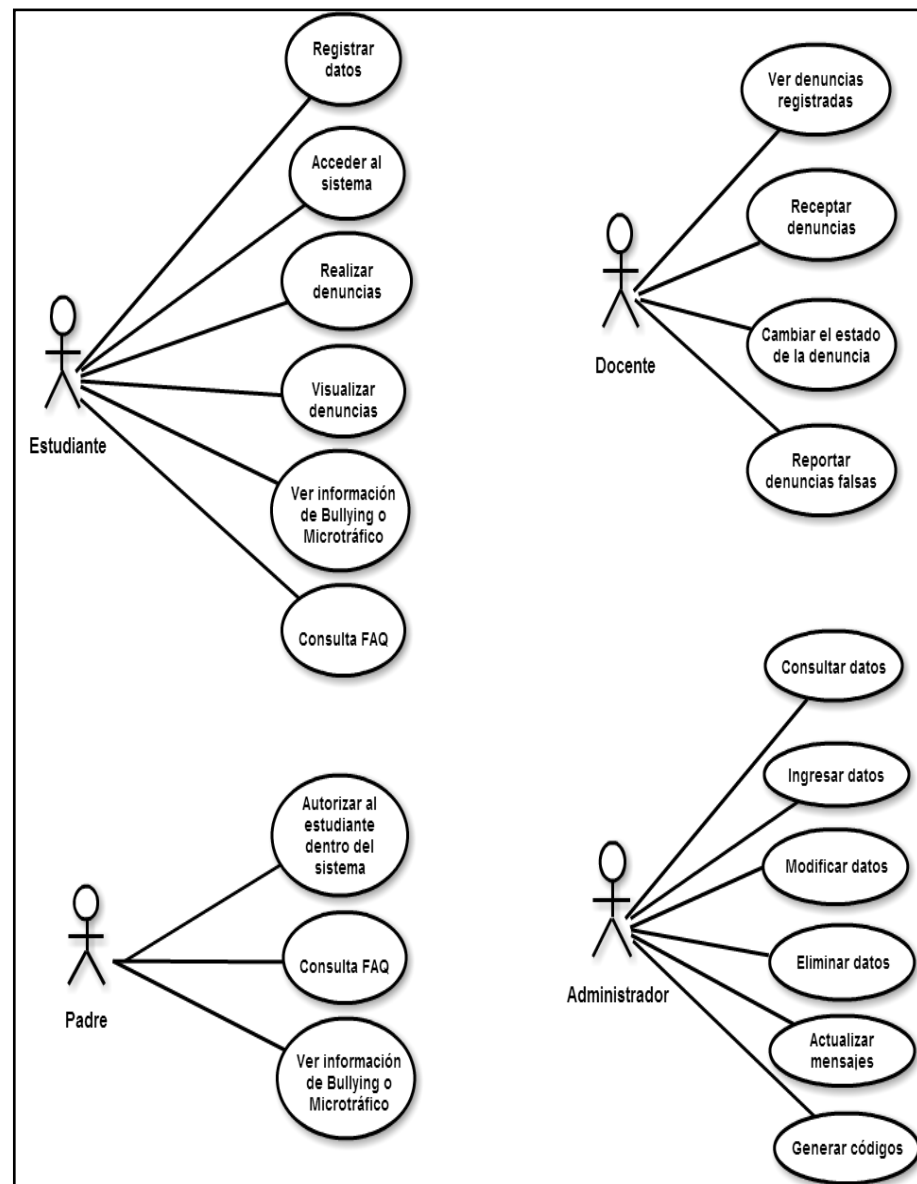 Registrar
datos
Acceder al
sistema
Realizar
denuncias
Visualizar
denuncias
Ver información
de Bullying o
Microtráfico
Consulta FAQ
Estudiante
Ver denuncias
registradas
Receptar
denuncias
Cambiar el estado
de la denuncia
Reportar
denuncias falsas
Docente
Autorizar al
estudiante
dentro del
sistema
Consulta FAQ
Ver información
de Bullying o
Microtráfico
Padre
Consultar datos
Ingresar datos
Modificar datos
Eliminar datos
Actualizar
mensajes
Generar códigos
Administrador